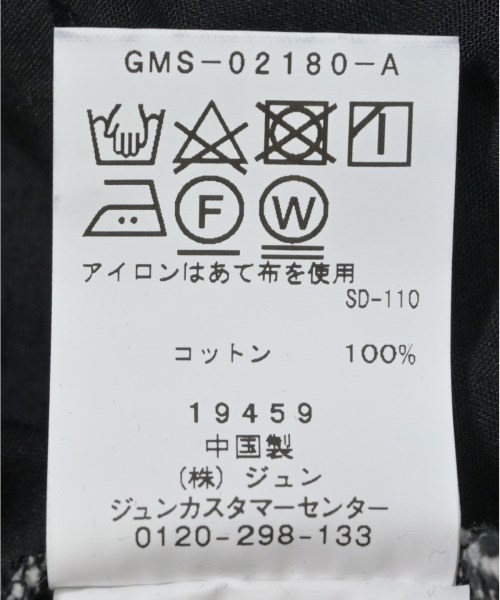 GMS-02180-A
F W
アイロンはあて布を使用
SD-110
コットン 100%
19459
中国製
(株) ジュン
ジュンカスタマーセンター
0120-298-133